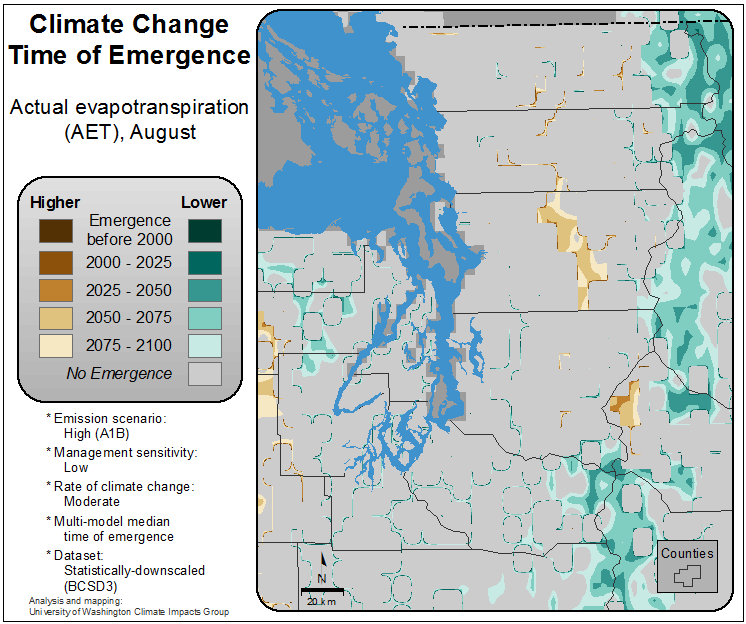 Climate Change
Time of Emergence
Actual evapotranspiration
(AET), August
Higher Lower
Emergence
before 2000
2000 - 2025
2025 - 2050
2050 - 2075
2075 - 2100
No Emergence
* Emission scenario:
High (A1B)
* Management sensitivity:
Low
* Rate of climate change:
Moderate
* Multi-model median
time of emergence
* Dataset:
Statistically-downscaled
(BCSD3)
Analysis and mapping:
University of Washington Climate Impacts Group
N
20 km
Counties